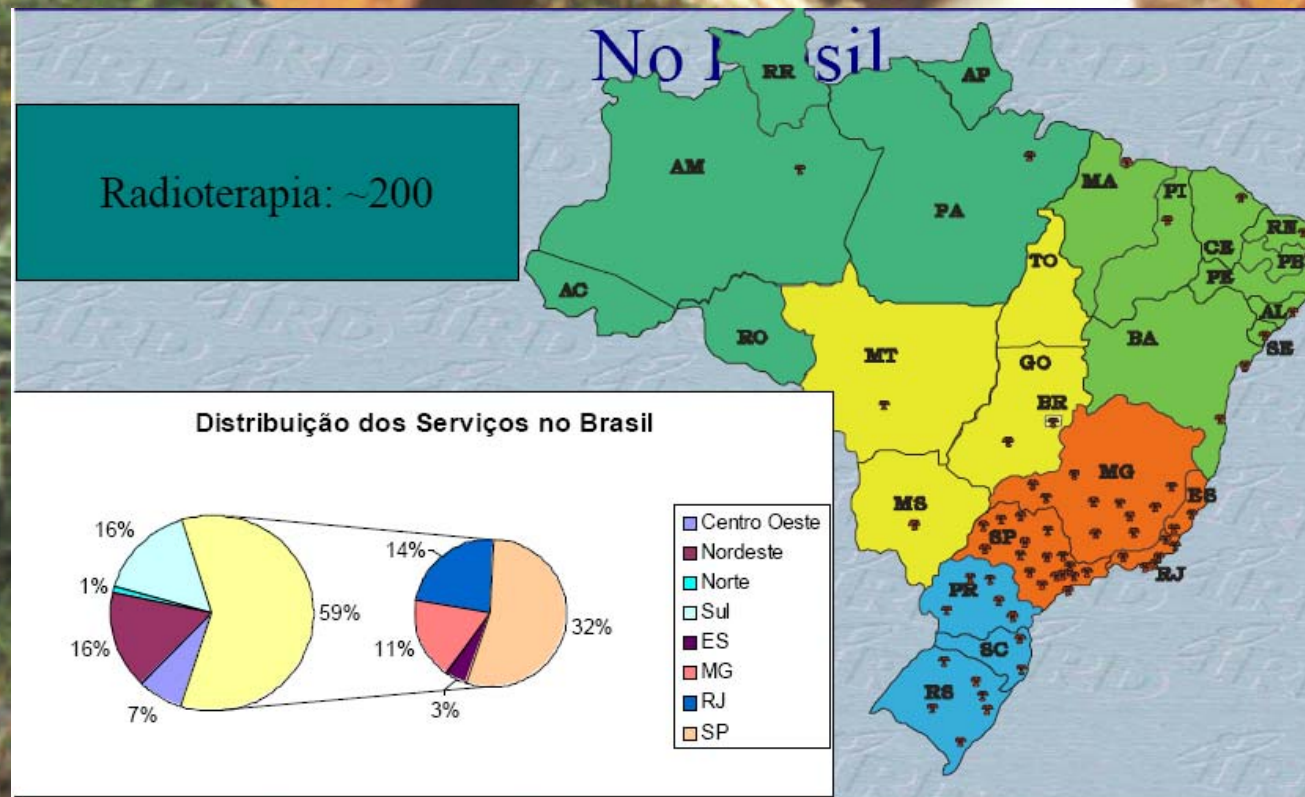 No Brasil
Radioterapia: ~200
RR
AP
AM
PA
MA
PI
CE
RN
PB
PE
AC
RO
TO
AL
SE
BA
MT
GO
BR
MS
MG
ES
SP
RJ
PR
SC
RS
Distribuição dos Serviços no Brasil
16%
1%
16%
7%
59%
14%
11%
3%
32%
Centro Oeste
Nordeste
Norte
Sul
ES
MG
RJ
SP
IRD